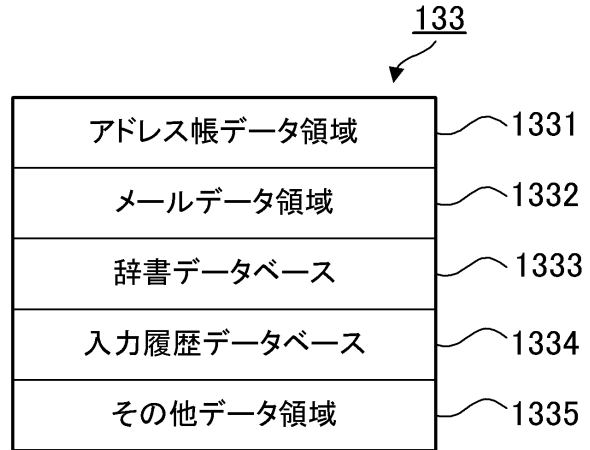 133
アドレス帳データ領域 1331
メールデータ領域 1332
辞書データベース 1333
入力履歴データベース 1334
その他データ領域 1335